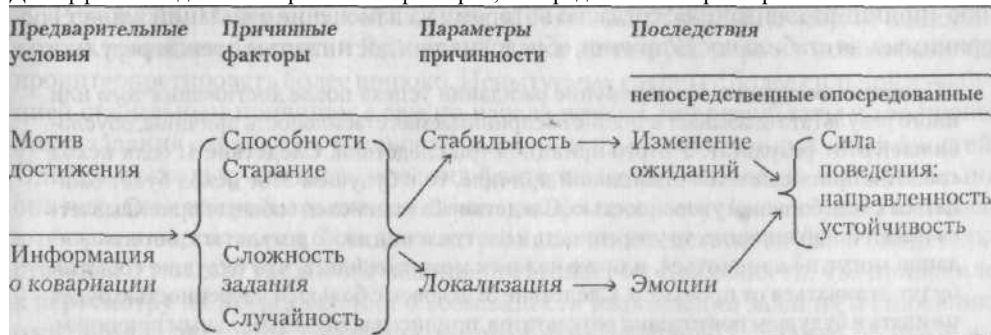 Предварительные Причинные Параметры Последствия
условия факторы причинности
непосредственные опосредованные
Мотив Способности Стабильность Изменение Сила
достижения Старание ожиданий поведения:
направленность
устойчивость
Информация Сложность
о ковариации задания Локализация Эмоции
Случайность